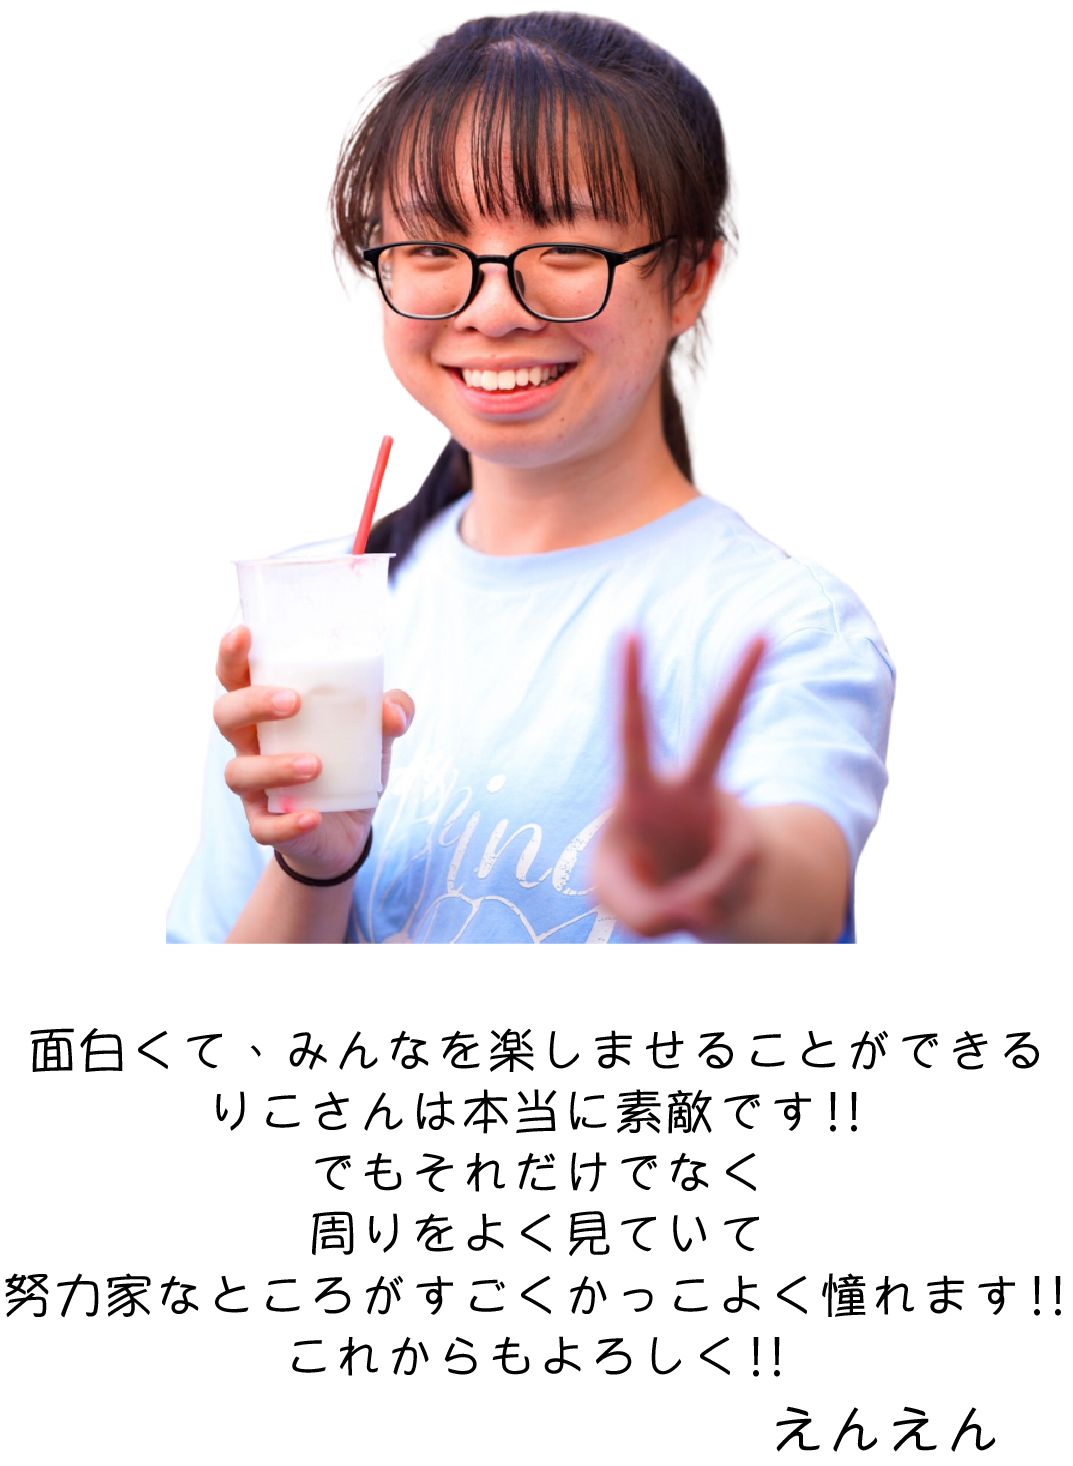 面白くて、みんなを楽しませることができる
りこさんは本当に素敵です!!
でもそれだけでなく
周りをよく見ていて
努力家なところがすごくかっこよく憧れます!!
これからもよろしく!!
えんえん